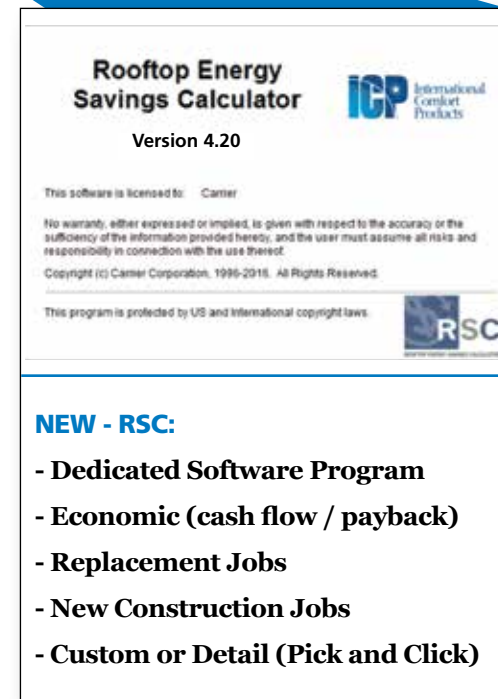 Rooftop Energy
Savings Calculator
Version 4.20
ICP International
Comfort
Products
This software is licensed to: Carrier
No warranty, either expressed or implied, is given with respect to the accuracy or the
sufficiency of the information provided hereby, and the user must assume all risks and
responsibility in connection with the use thereof.
Copyright (c) Carrier Corporation, 1996-2016. All Rights Reserved.
This program is protected by US and International copyright laws.
RSC
NEW - RSC:
- Dedicated Software Program
- Economic (cash flow / payback)
- Replacement Jobs
- New Construction Jobs
- Custom or Detail (Pick and Click)